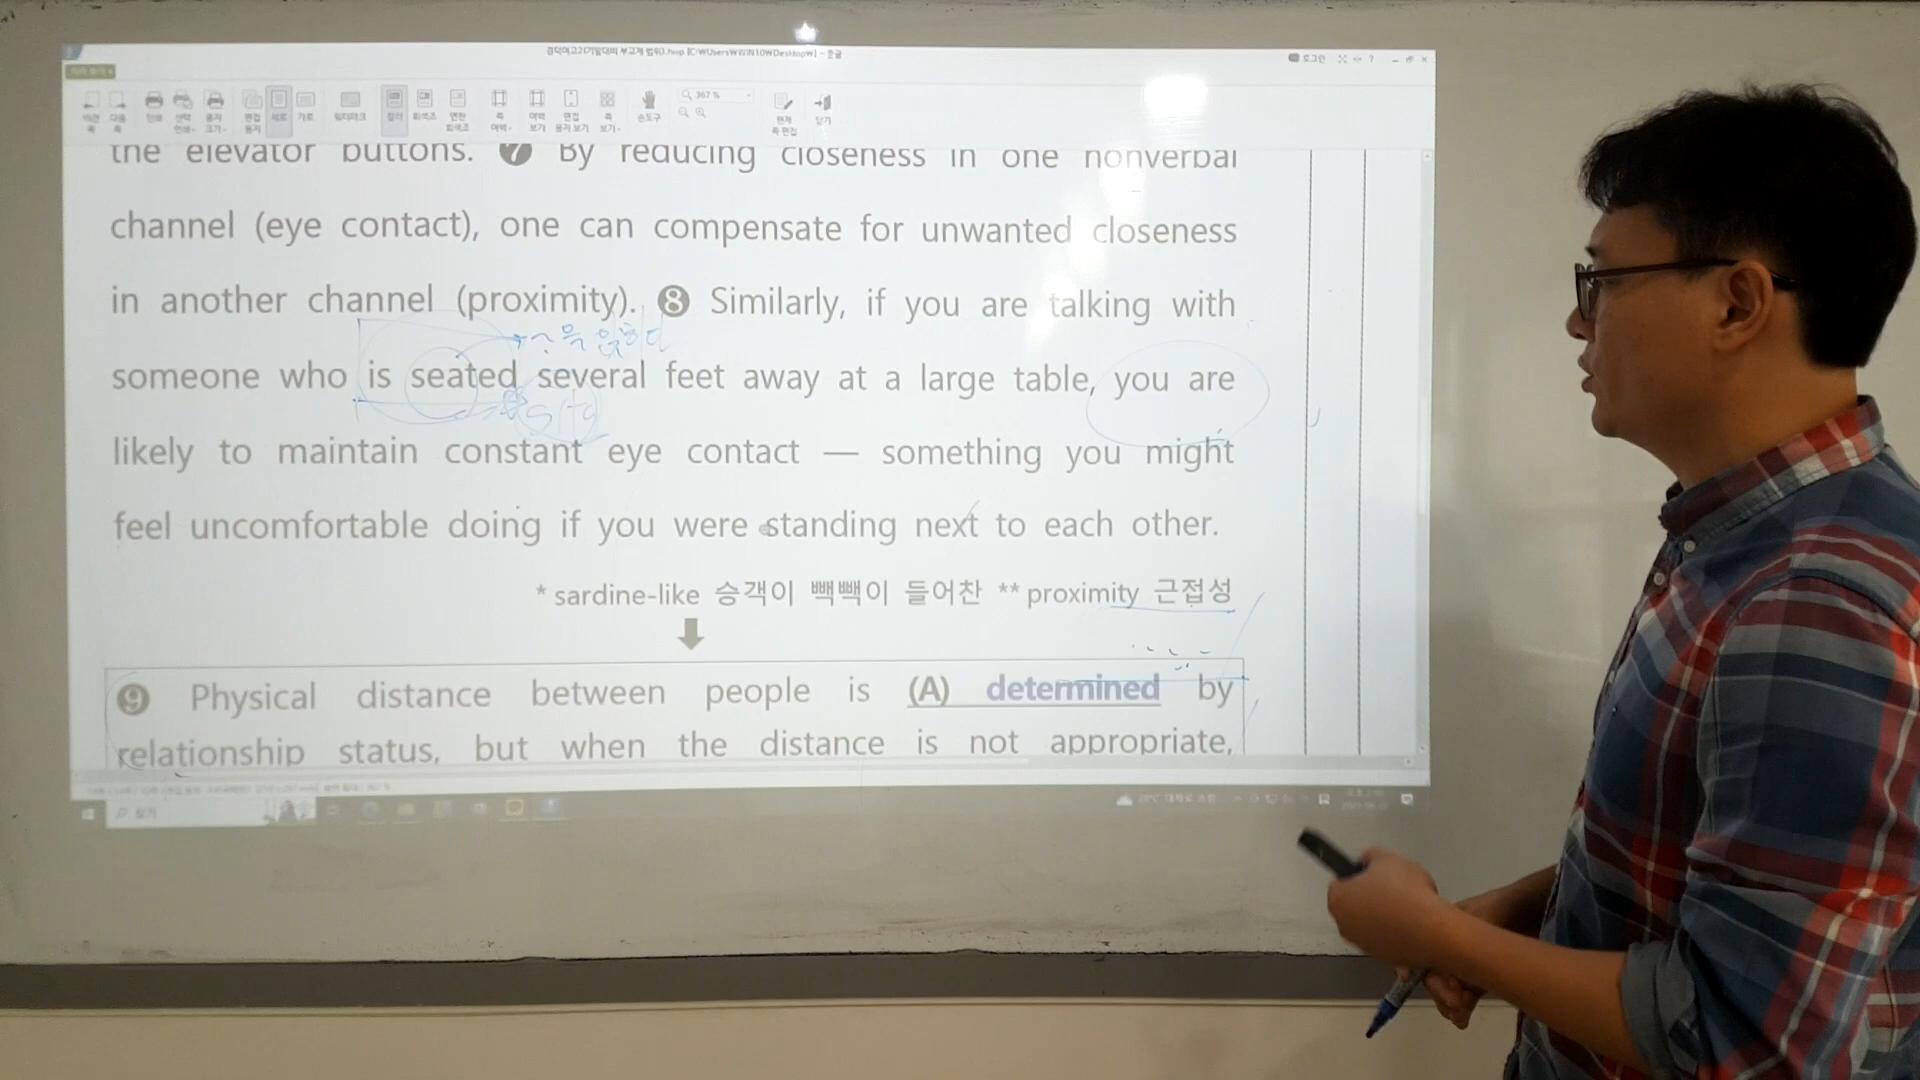 로그인
367 %
the elevator buttons. ❼ By reducing closeness in one nonverbal
channel (eye contact), one can compensate for unwanted closeness
in another channel (proximity). ❽ Similarly, if you are talking with
someone who is seated several feet away at a large table, you are
likely to maintain constant eye contact — something you might
feel uncomfortable doing if you were standing next to each other.
* sardine-like 승객이 빽빽이 들어찬 ** proximity 근접성
❾ Physical distance between people is (A) determined by
relationship status, but when the distance is not appropriate,